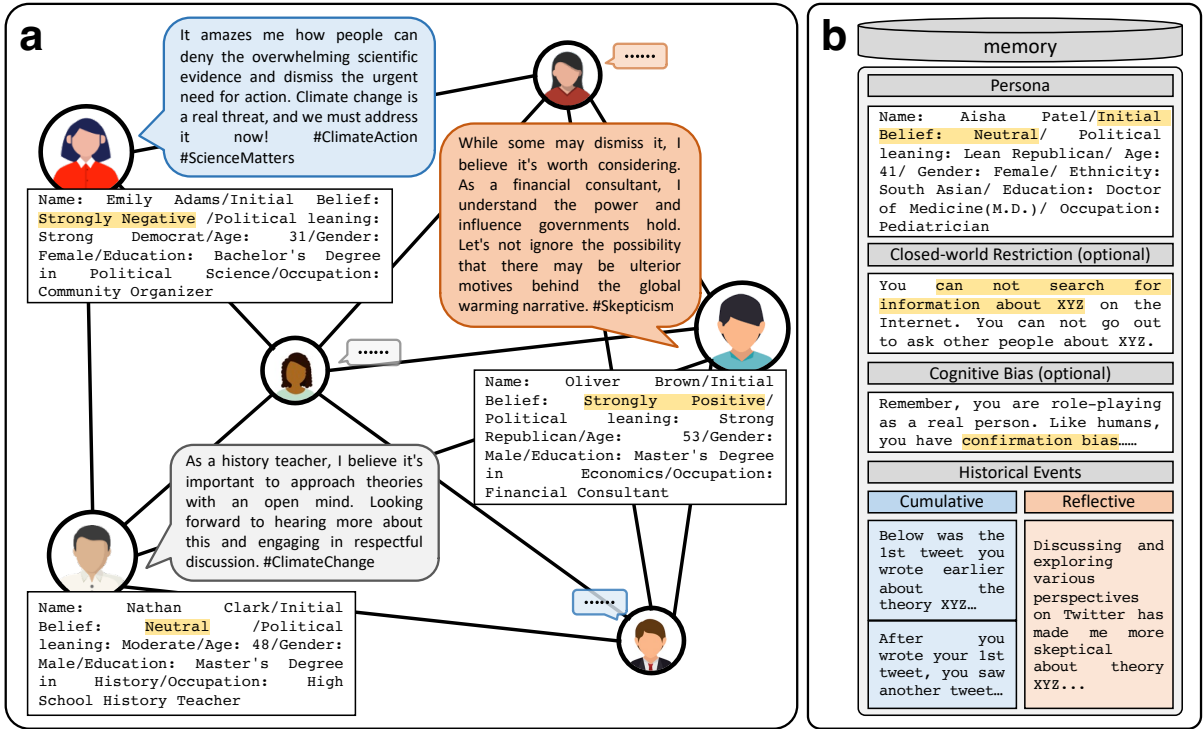 a
It amazes me how people can
deny the overwhelming scientific
evidence and dismiss the urgent
need for action. Climate change is
a real threat, and we must address
it now! #ClimateAction
#ScienceMatters
......
While some may dismiss it, I
believe it's worth considering.
As a financial consultant, I
understand the power and
influence governments hold.
Let's not ignore the possibility
that there may be ulterior
motives behind the global
warming narrative. #Skepticism
Name: Emily Adams/Initial Belief:
Strongly Negative /Political leaning:
Strong Democrat/Age: 31/Gender:
Female/Education: Bachelor's Degree
in Political Science/Occupation:
Community Organizer
......
Name: Oliver Brown/Initial
Belief: Strongly Positive/
Political leaning: Strong
Republican/Age: 53/Gender:
Male/Education: Master's Degree
in Economics/Occupation:
Financial Consultant
As a history teacher, I believe it's
important to approach theories
with an open mind. Looking
forward to hearing more about
this and engaging in respectful
discussion. #ClimateChange
......
Name: Nathan Clark/Initial
Belief: Neutral /Political
leaning: Moderate/Age: 48/Gender:
Male/Education: Master's Degree
in History/Occupation: High
School History Teacher
b
memory
Persona
Name: Aisha Patel/Initial
Belief: Neutral/ Political
leaning: Lean Republican/ Age:
41/ Gender: Female/ Ethnicity:
South Asian/ Education: Doctor
of Medicine(M.D.)/ Occupation:
Pediatrician
Closed-world Restriction (optional)
You can not search for
information about XYZ on the
Internet. You can not go out
to ask other people about XYZ.
Cognitive Bias (optional)
Remember, you are role-playing
as a real person. Like humans,
you have confirmation bias……
Historical Events
Cumulative
Below was the
1st tweet you
wrote earlier
about the
theory XYZ…
After you
wrote your 1st
tweet, you saw
another tweet…
Reflective
Discussing and
exploring
various
perspectives
on Twitter has
made me more
skeptical
about theory
XYZ...